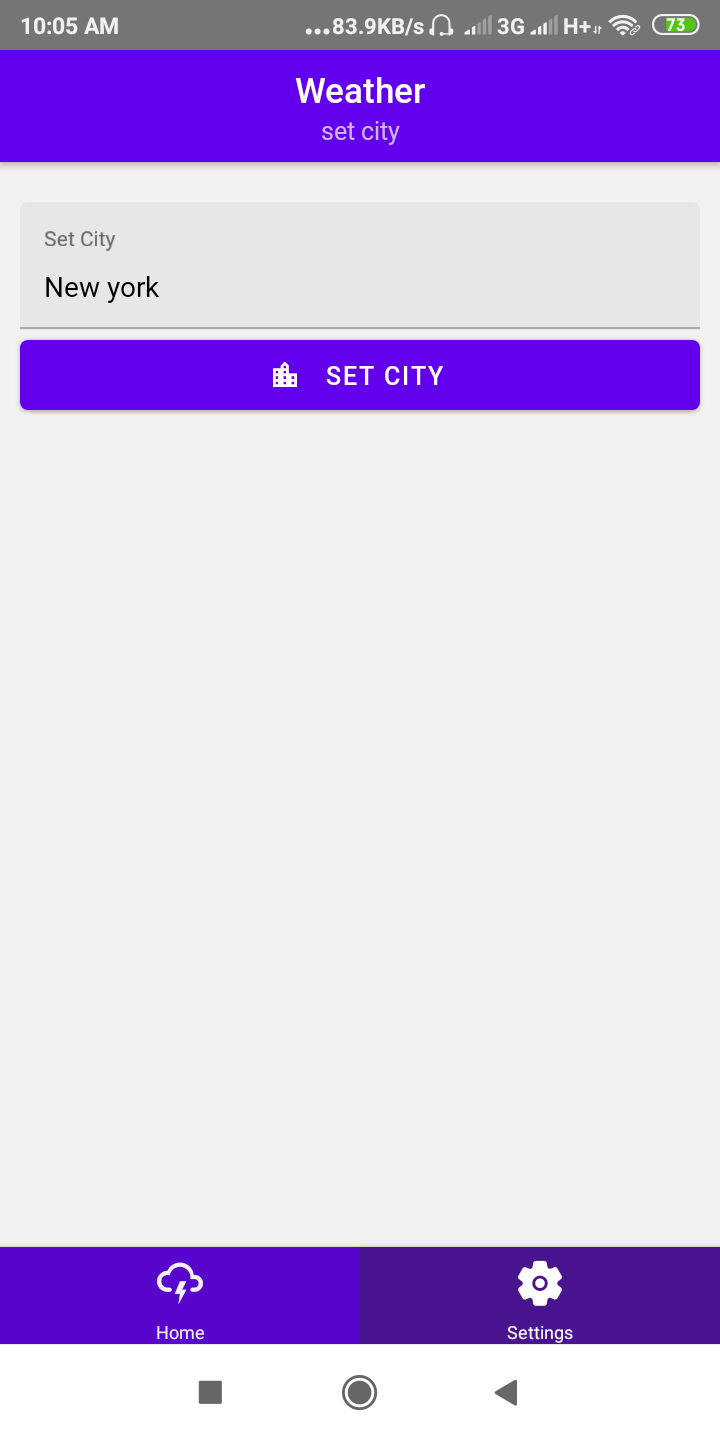 10:05 AM ...83.9KB/s 3G H+ 73
Weather
set city
Set City
New york
SET CITY
Home Settings